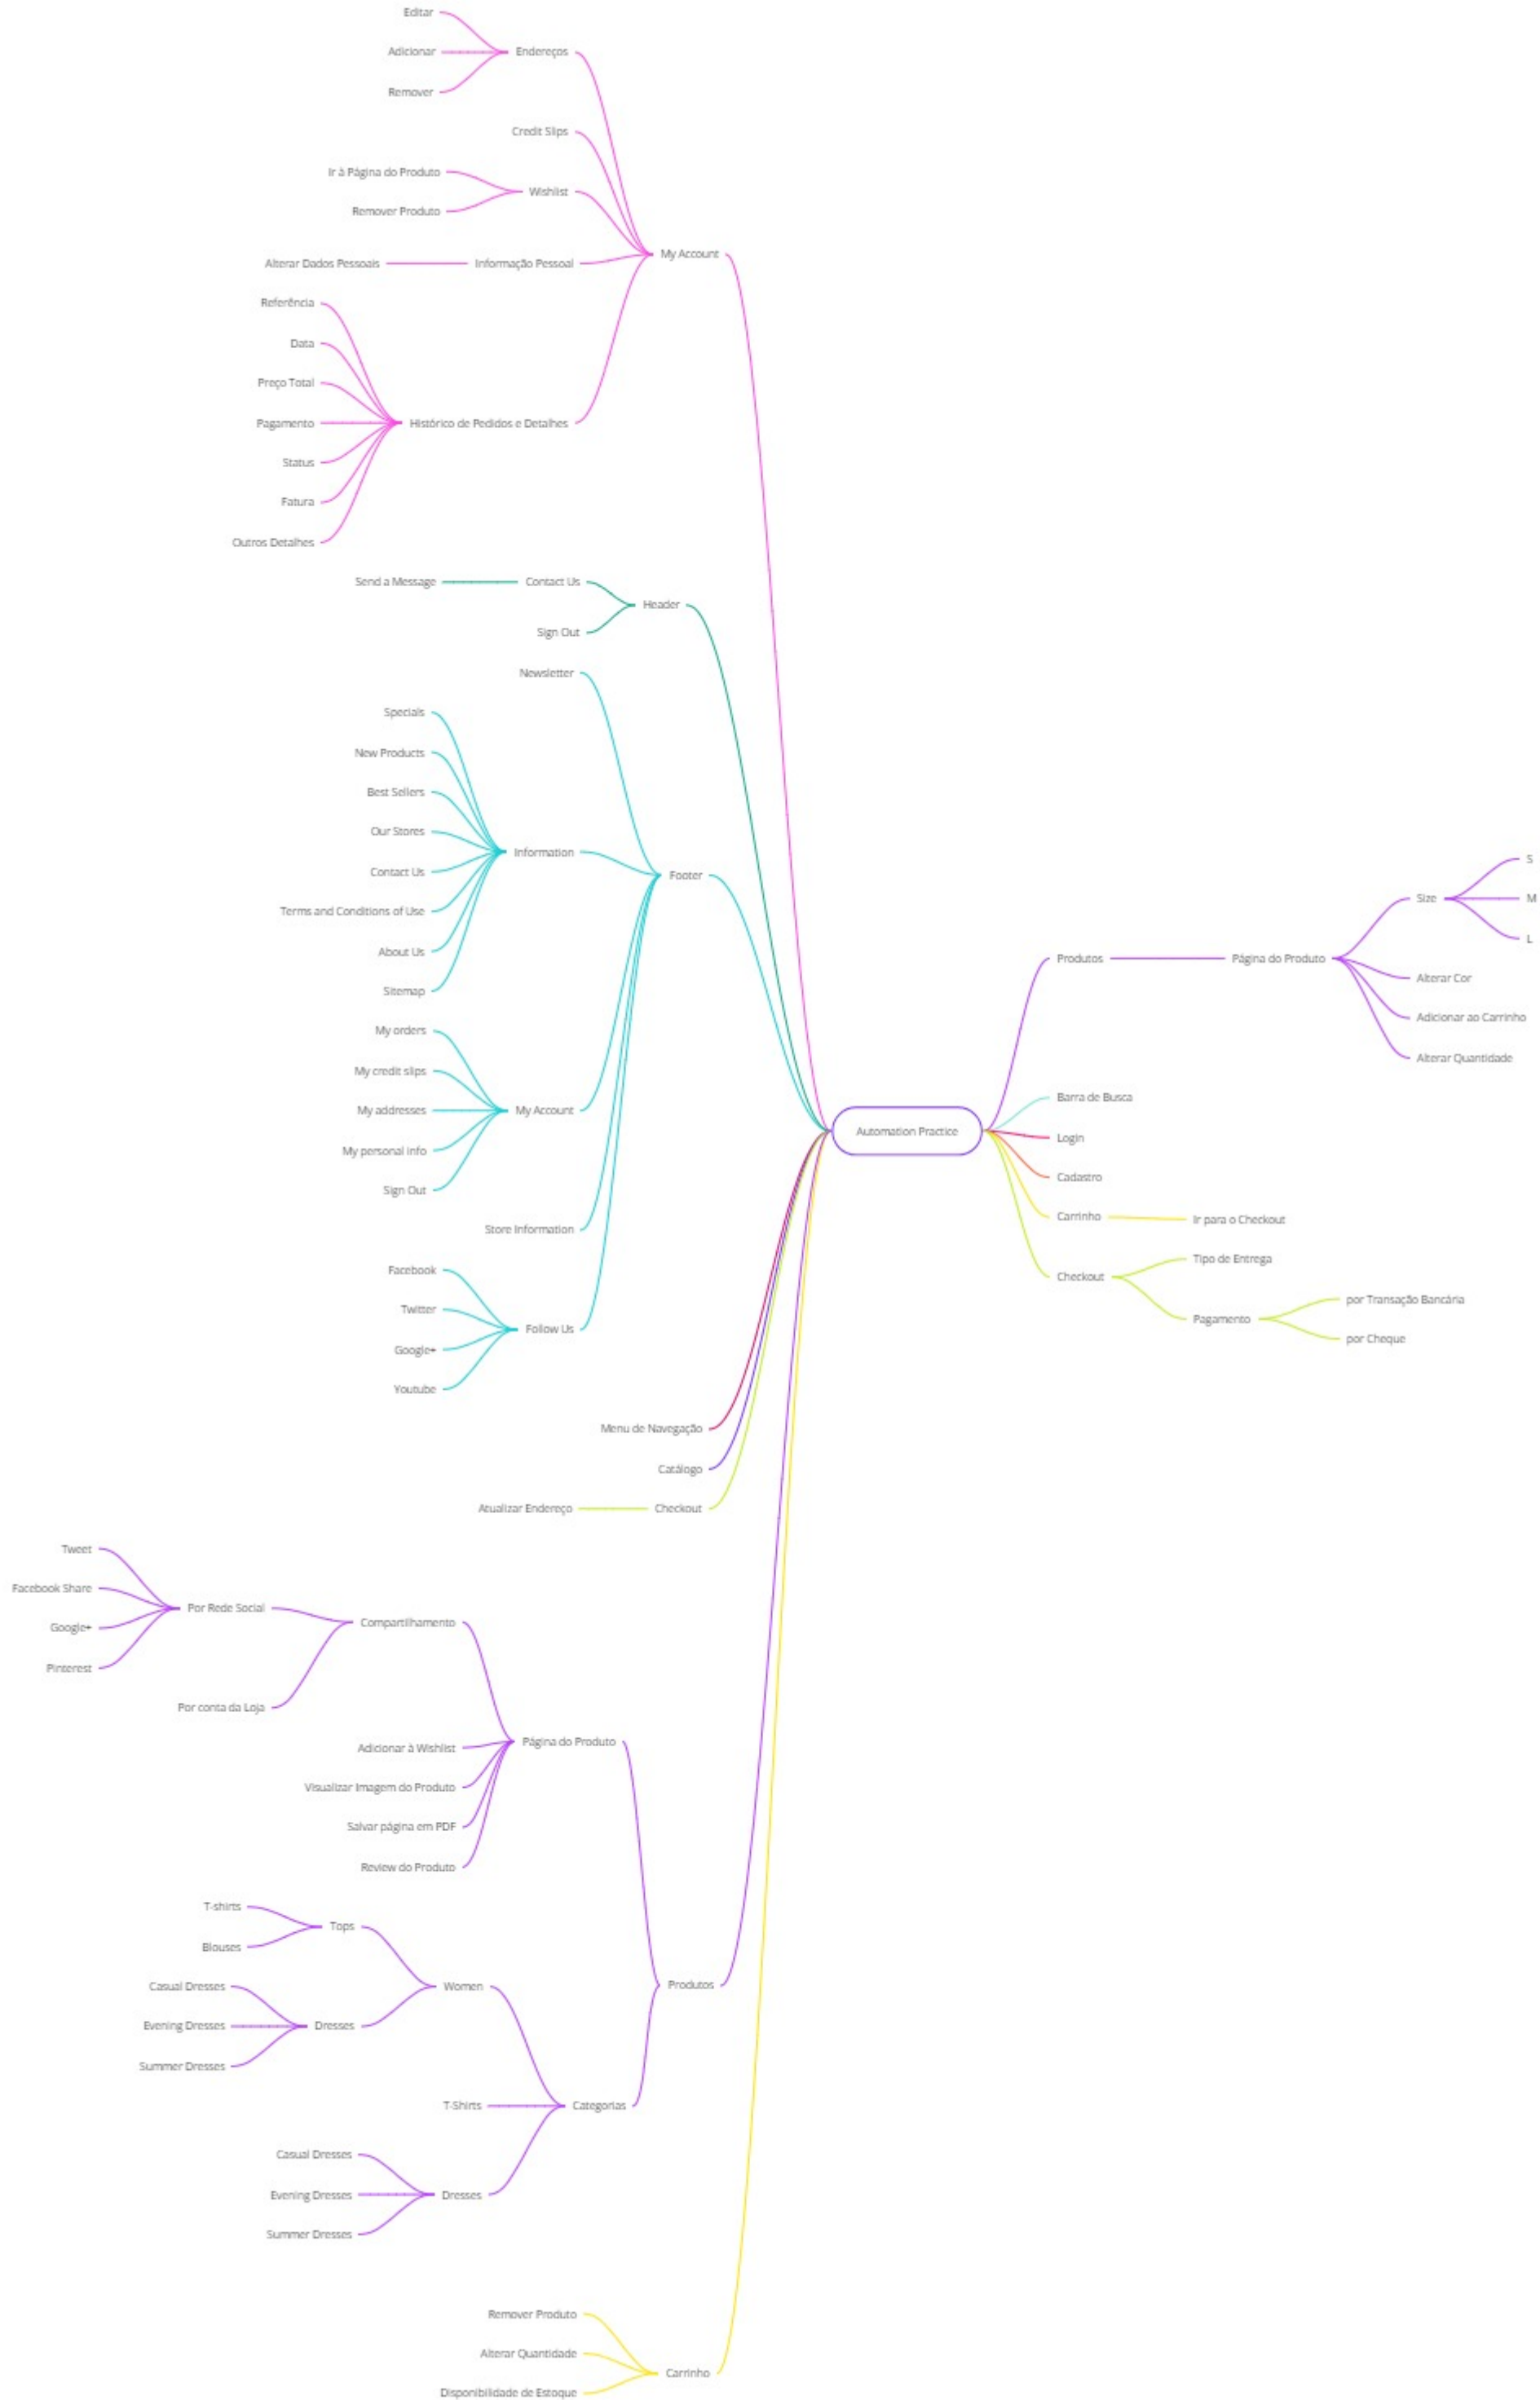 Editar
Adicionar
Endereços
Remover
Credit Slips
Ir à Página do Produto
Wishlist
Remover Produto
My Account
Alterar Dados Pessoais
Informação Pessoal
Referência
Data
Preço Total
Pagamento
Histórico de Pedidos e Detalhes
Status
Fatura
Outros Detalhes
Send a Message
Contact Us
Header
Sign Out
Newsletter
Specials
New Products
Best Sellers
Our Stores
Information
Contact Us
Footer
Terms and Conditions of Use
About Us
Sitemap
My orders
My credit slips
My addresses
My Account
My personal info
Sign Out
Store Information
Facebook
Twitter
Follow Us
Google+
Youtube
Menu de Navegação
Catálogo
Atualizar Endereço
Checkout
Tweet
Facebook Share
Por Rede Social
Compartilhamento
Google+
Pinterest
Por conta da Loja
Página do Produto
Adicionar à Wishlist
Visualizar Imagem do Produto
Salvar página em PDF
Review do Produto
T-shirts
Tops
Blouses
Casual Dresses
Women
Produtos
Evening Dresses
Dresses
Summer Dresses
T-Shirts
Categorias
Casual Dresses
Evening Dresses
Dresses
Summer Dresses
Remover Produto
Alterar Quantidade
Carrinho
Disponibilidade de Estoque
Automation Practice
S
Size
M
L
Produtos
Página do Produto
Alterar Cor
Adicionar ao Carrinho
Alterar Quantidade
Barra de Busca
Login
Cadastro
Carrinho
Ir para o Checkout
Tipo de Entrega
Checkout
por Transação Bancária
Pagamento
por Cheque